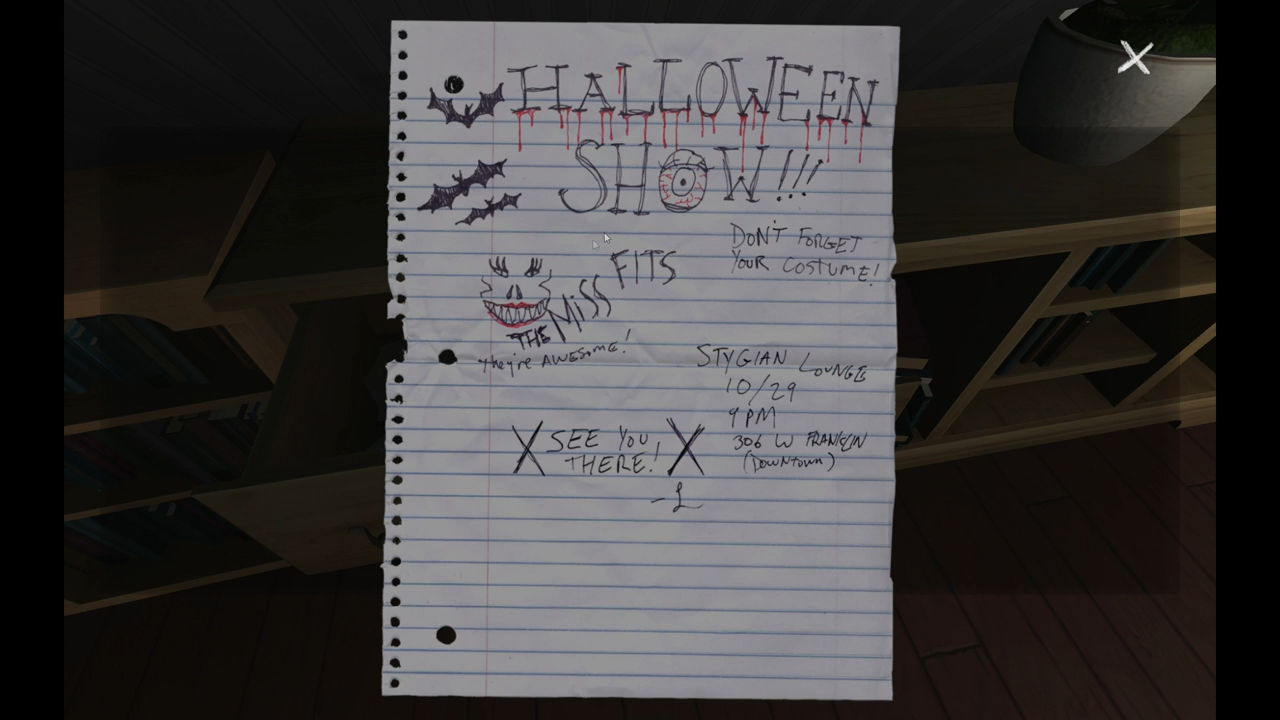 HALLOWEEN
SHOW!!!
DON'T FORGET
YOUR COSTUME!
THE MISS FITS
they're AWESOME!
STYGIAN LOUNGE
10/29
9PM
306 W FRANKLIN
(DOWNTOWN)
X SEE YOU X
THERE!
-L